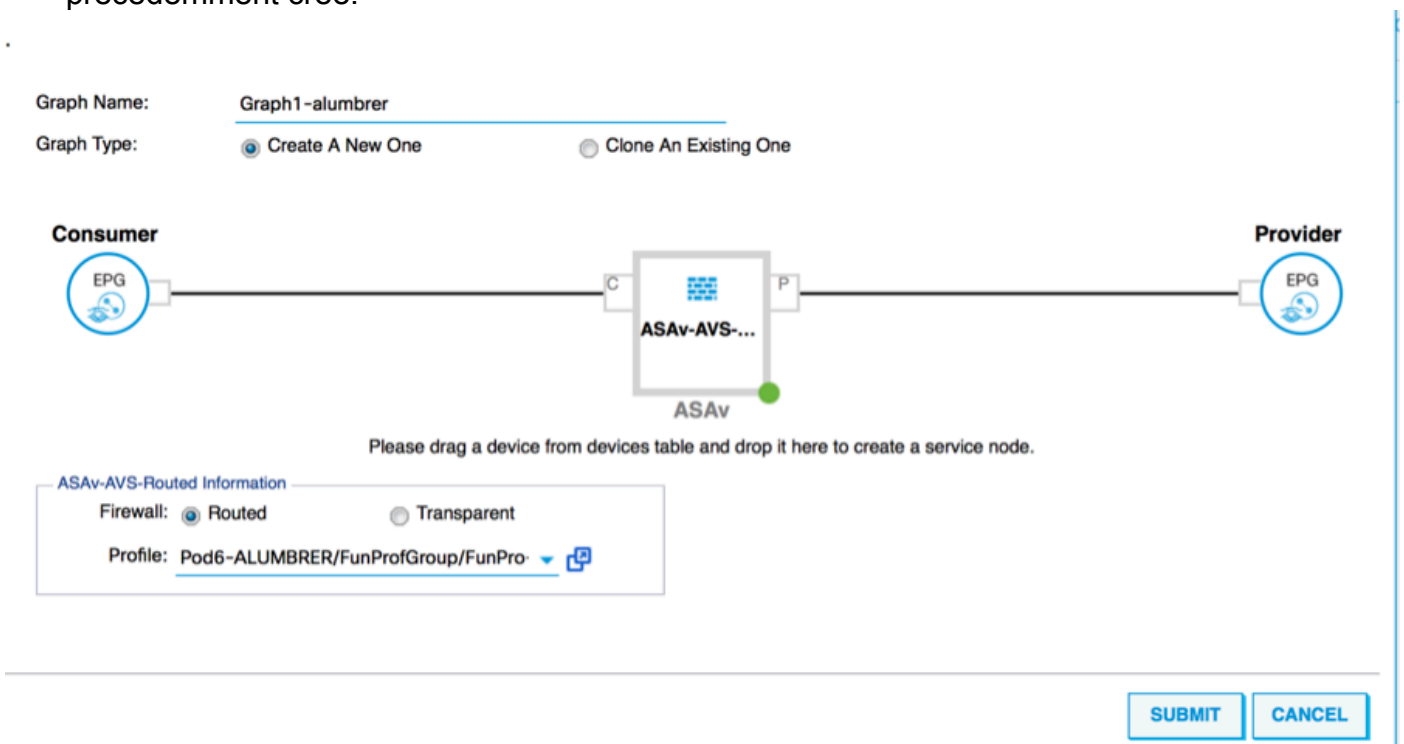 précédemment créé.
.
Graph Name: Graph1-alumbrer
Graph Type: Create A New One Clone An Existing One
Consumer Provider
EPG EPG
C P
ASAv-AVS-...
ASAv
Please drag a device from devices table and drop it here to create a service node.
ASAv-AVS-Routed Information
Firewall: Routed Transparent
Profile: Pod6-ALUMBRER/FunProfGroup/FunPro-
SUBMIT CANCEL